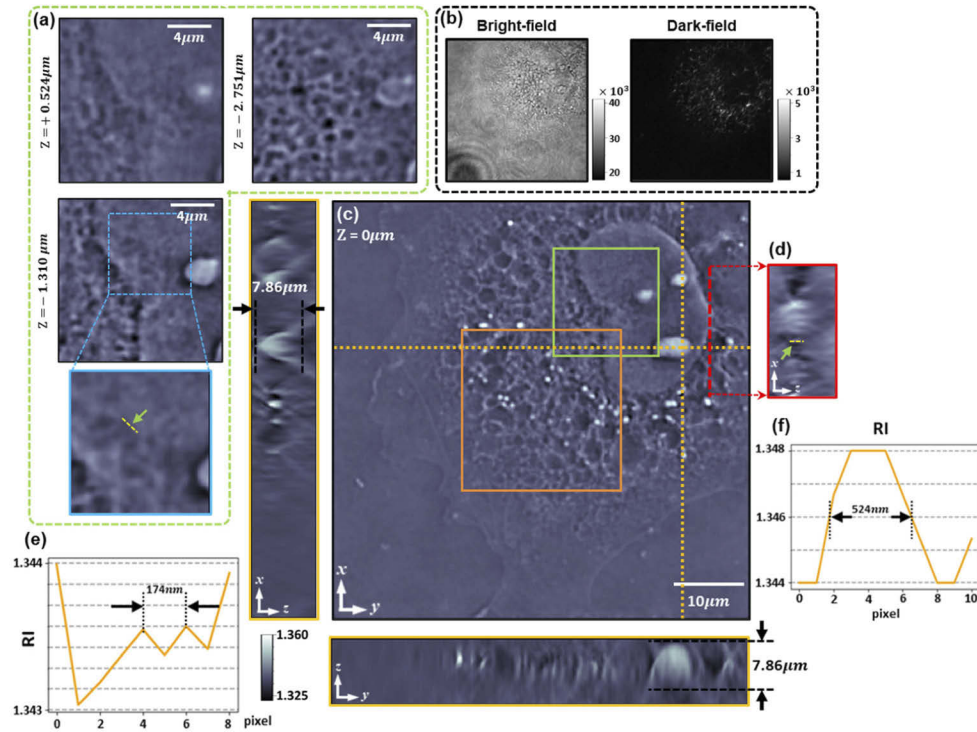 (a)
4μm
4μm
Z = + 0.524μm
Z = − 2.751μm
4μm
Z = −1.310 μm
(b)
Bright-field
Dark-field
× 10³
40
30
20
× 10³
5
3
1
7.86μm
x
z
(c)
Z = 0μm
x
y
10μm
(d)
x
z
(e)
1.344
174nm
RI
1.343
0 2 4 6 8 pixel
1.360
1.325
z
y
7.86μm
(f)
RI
1.348
1.346
524nm
1.344
0 2 4 6 8 10
pixel